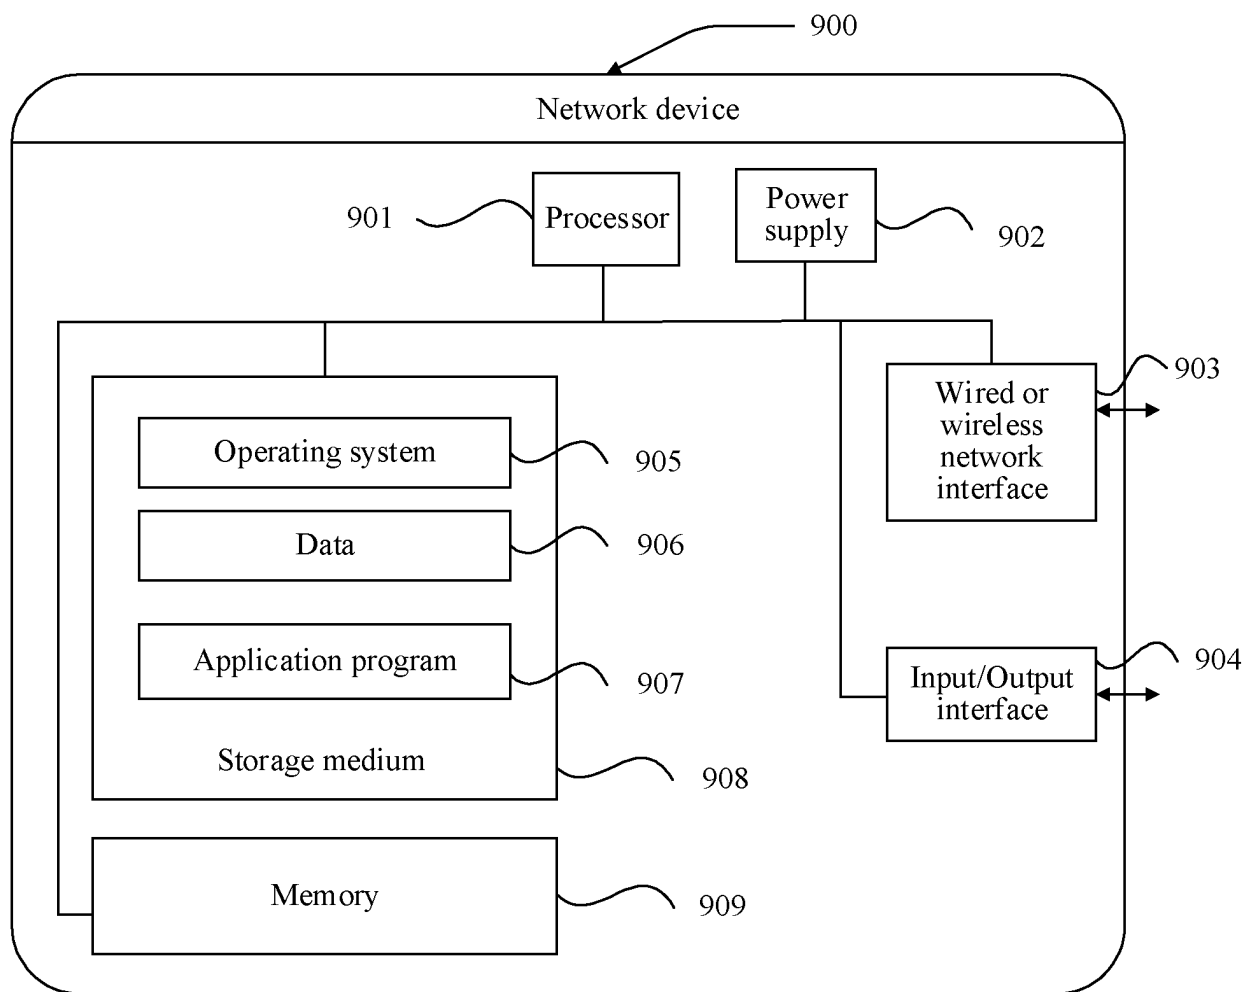 900
Network device
901
Processor
Power
supply
902
903
Wired or
wireless
network
interface
Operating system
905
Data
906
Application program
907
Storage medium
908
904
Input/Output
interface
Memory
909